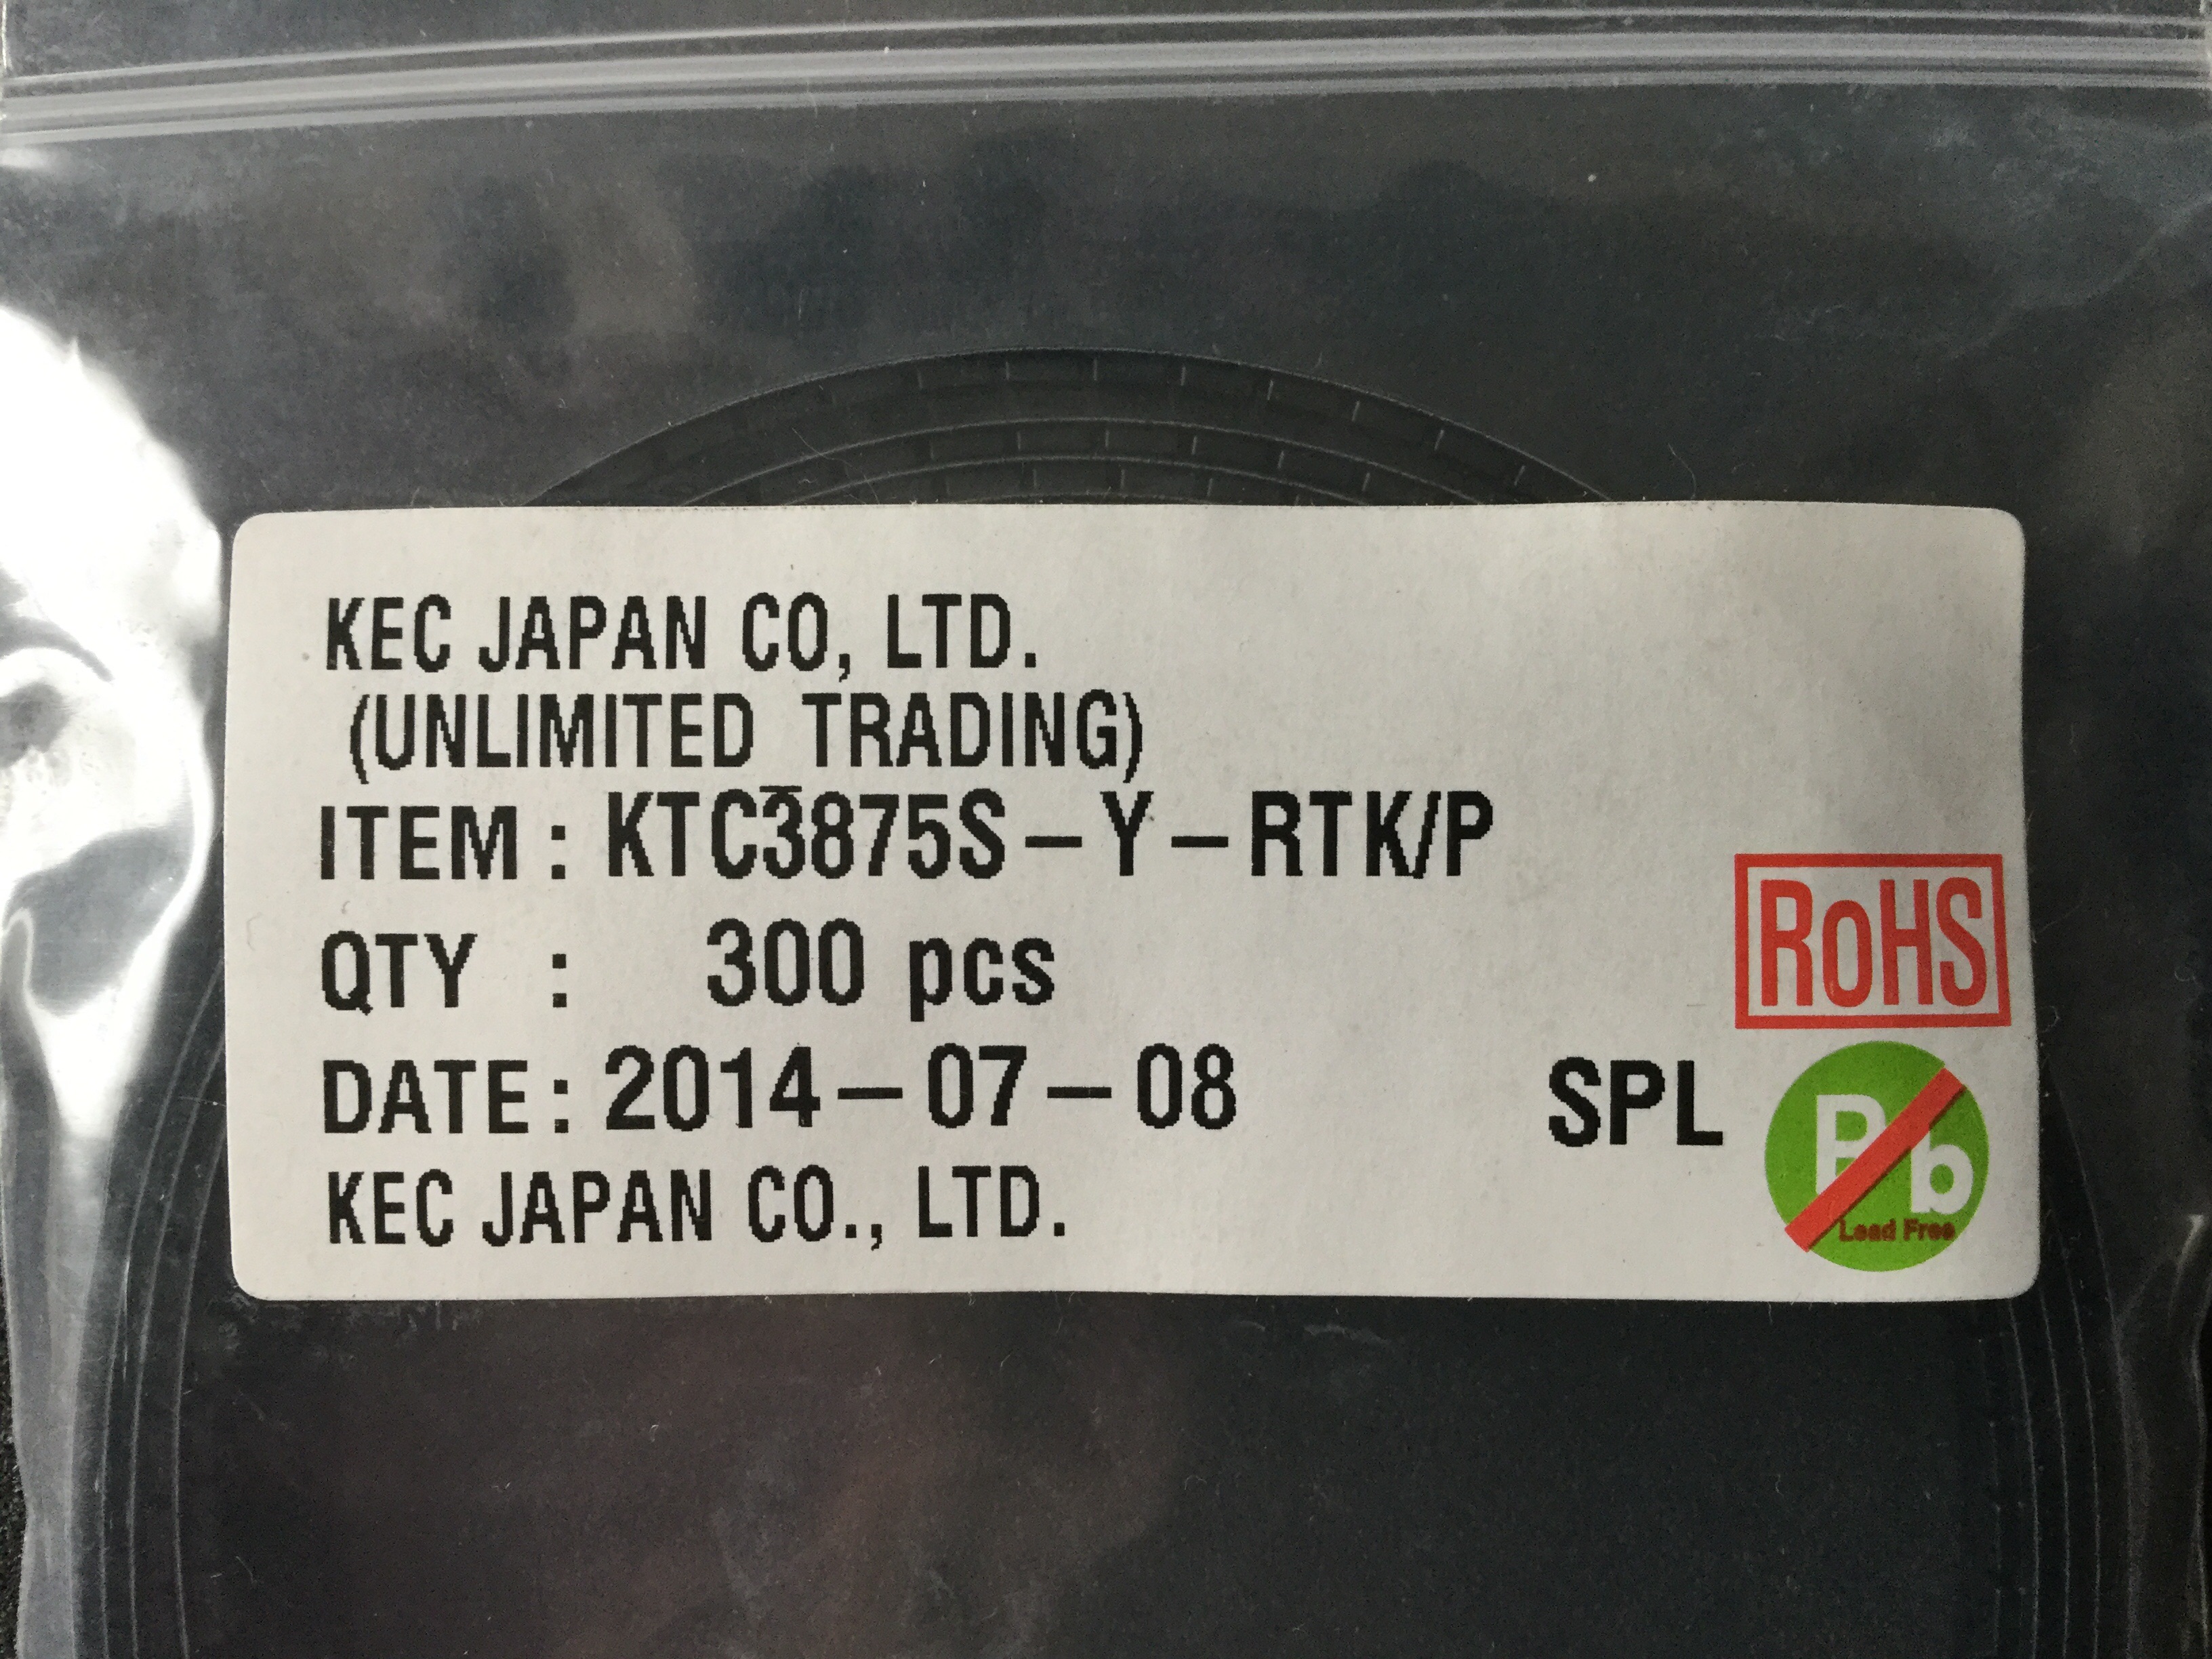 KEC JAPAN CO, LTD.
(UNLIMITED TRADING)
ITEM : KTC3875S-Y-RTK/P
QTY : 300 pcs
RoHS
DATE : 2014-07-08
SPL
Pb
Lead Free
KEC JAPAN CO., LTD.